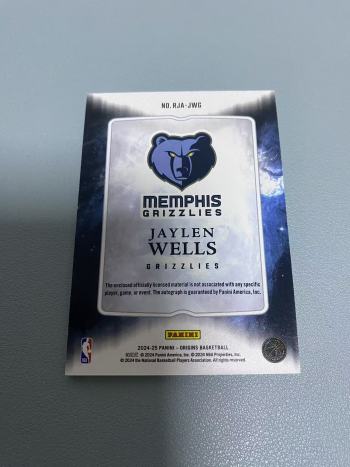 NO. RJA-JWG
MEMPHIS
GRIZZLIES
JAYLEN
WELLS
GRIZZLIES
The enclosed officially licensed material is not associated with any specific
player, game, or event. The autograph is guaranteed by Panini America, Inc.
PANINI
2024-25 PANINI - ORIGINS BASKETBALL
© 2024 Panini America, Inc. © 2024 NBA Properties, Inc.
© 2024 the National Basketball Players Association. All rights reserved.